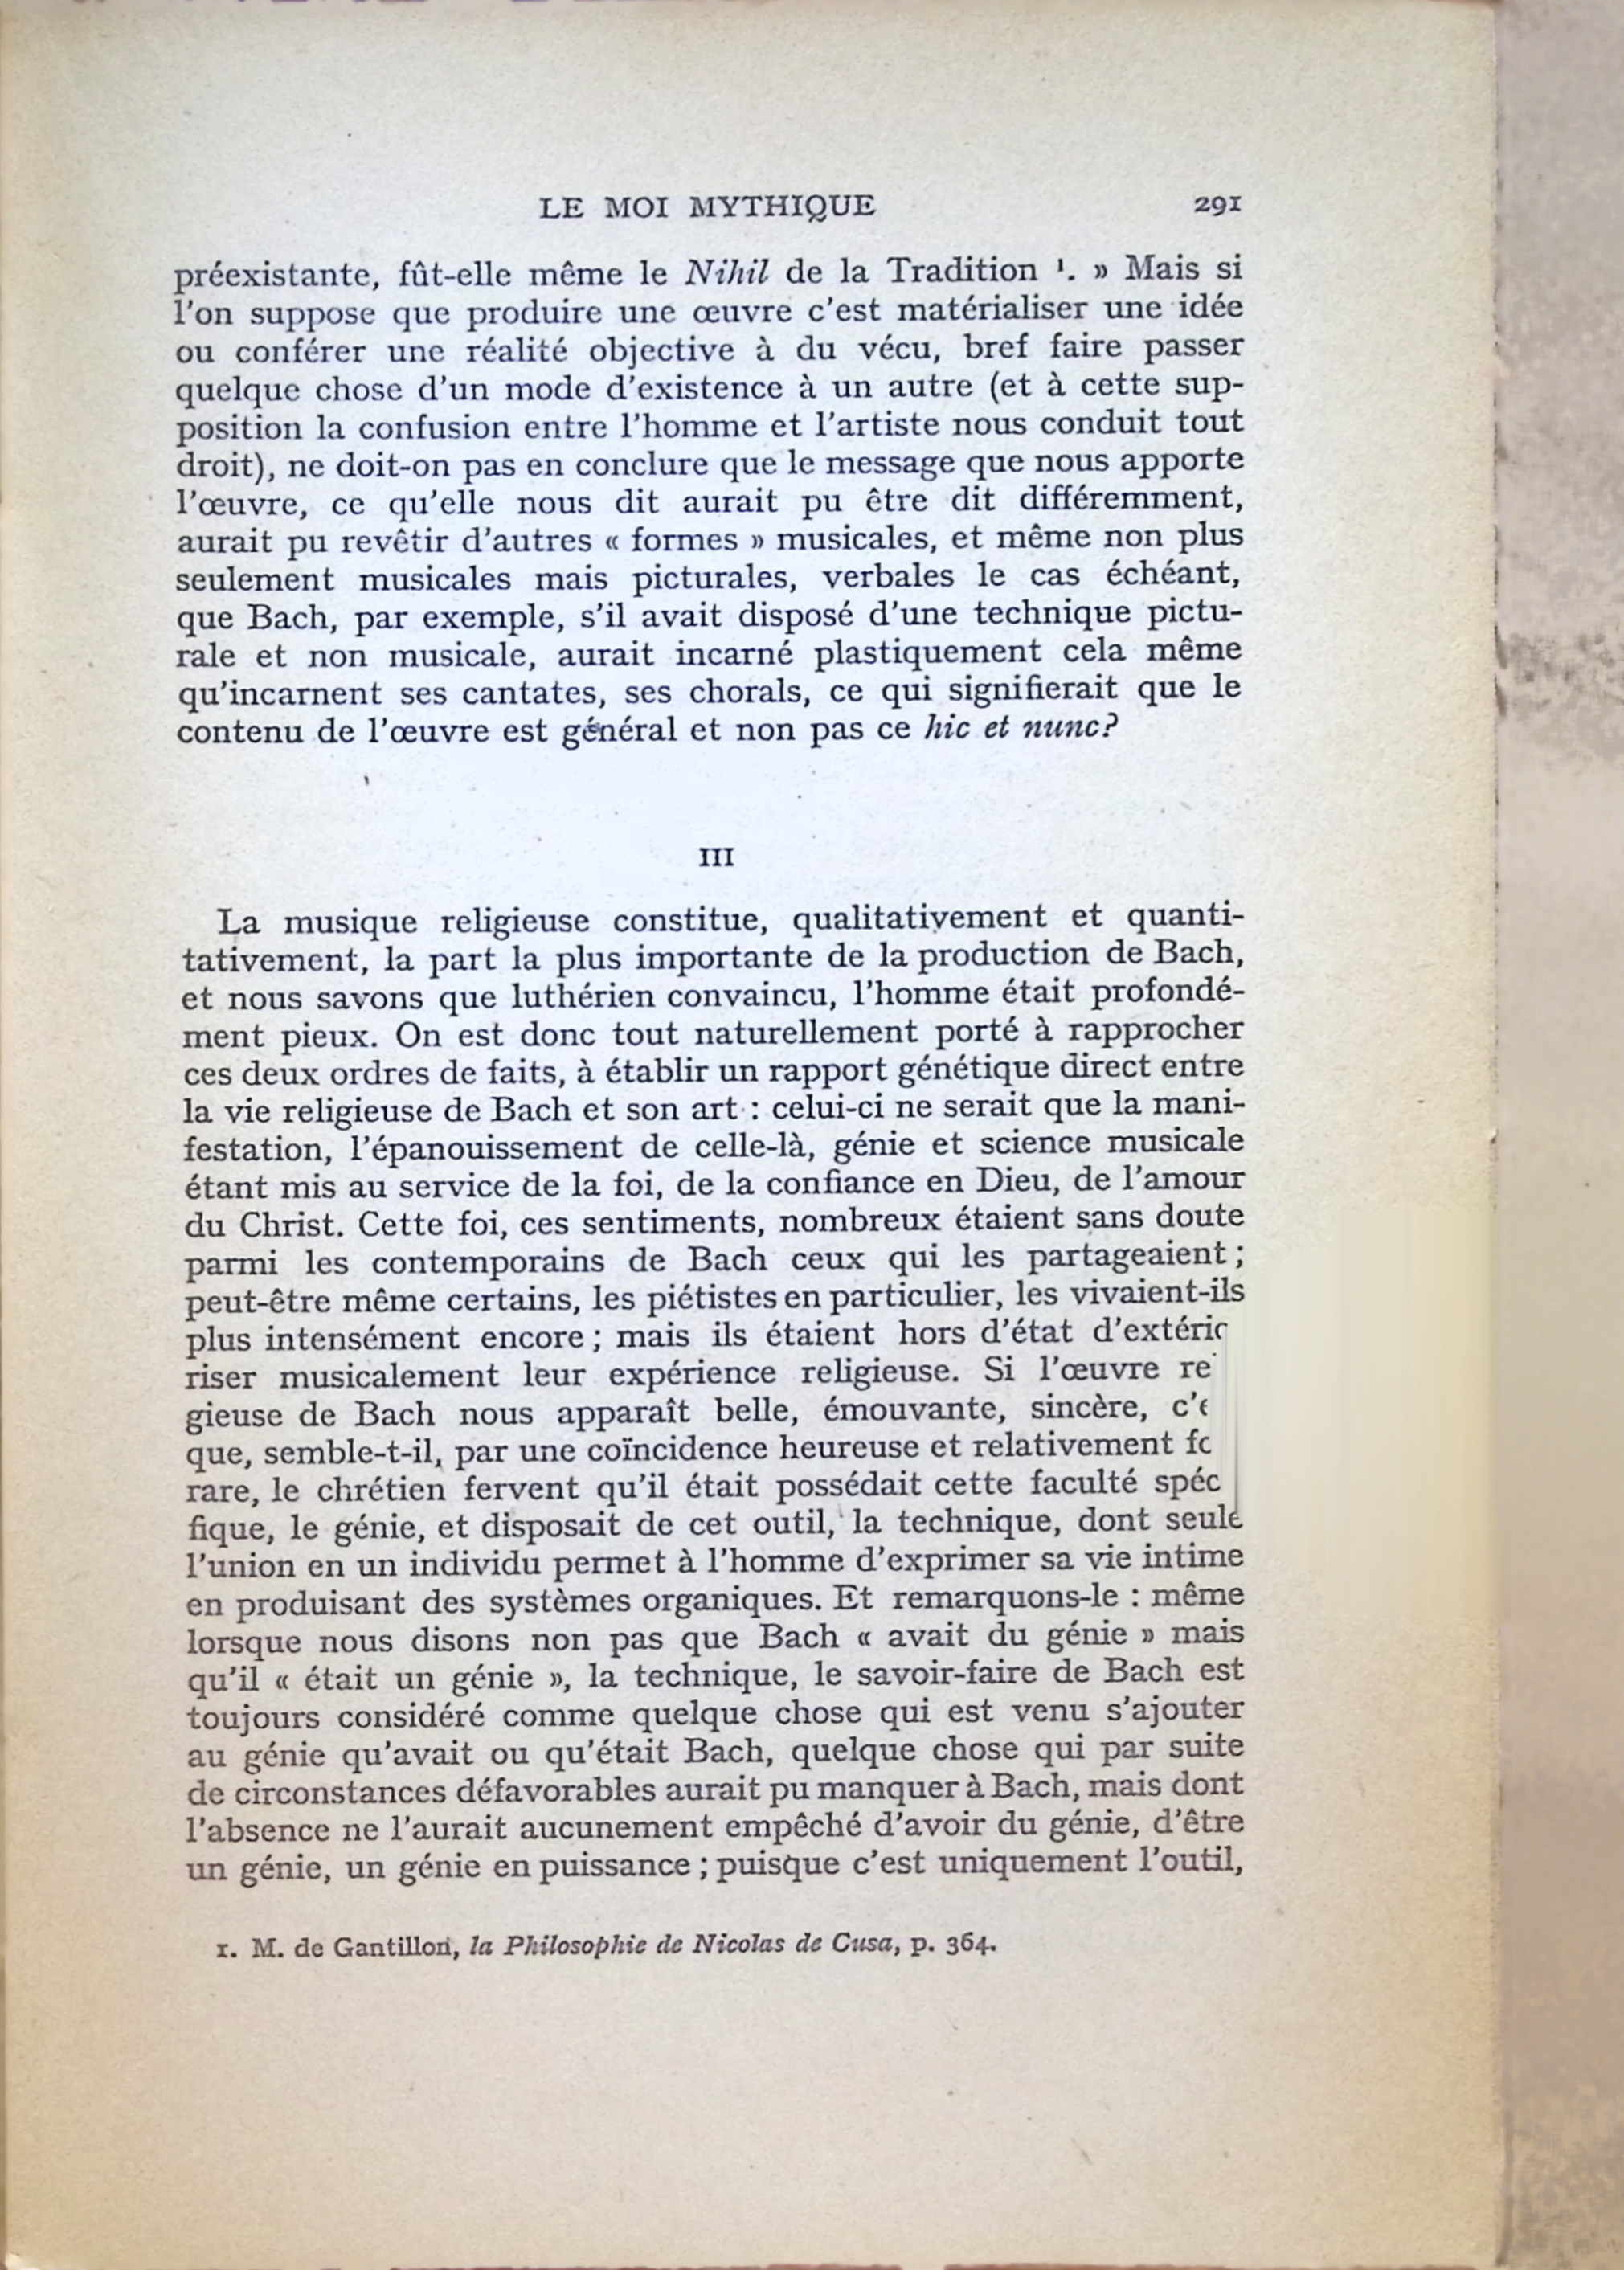 LE MOI MYTHIQUE 291
préexistante, fût-elle même le Nihil de la Tradition ¹. » Mais si
l'on suppose que produire une œuvre c'est matérialiser une idée
ou conférer une réalité objective à du vécu, bref faire passer
quelque chose d'un mode d'existence à un autre (et à cette sup-
position la confusion entre l'homme et l'artiste nous conduit tout
droit), ne doit-on pas en conclure que le message que nous apporte
l'œuvre, ce qu'elle nous dit aurait pu être dit différemment,
aurait pu revêtir d'autres « formes » musicales, et même non plus
seulement musicales mais picturales, verbales le cas échéant,
que Bach, par exemple, s'il avait disposé d'une technique pictu-
rale et non musicale, aurait incarné plastiquement cela même
qu'incarnent ses cantates, ses chorals, ce qui signifierait que le
contenu de l'œuvre est général et non pas ce hic et nunc?
III
La musique religieuse constitue, qualitativement et quanti-
tativement, la part la plus importante de la production de Bach,
et nous savons que luthérien convaincu, l'homme était profondé-
ment pieux. On est donc tout naturellement porté à rapprocher
ces deux ordres de faits, à établir un rapport génétique direct entre
la vie religieuse de Bach et son art : celui-ci ne serait que la mani-
festation, l'épanouissement de celle-là, génie et science musicale
étant mis au service de la foi, de la confiance en Dieu, de l'amour
du Christ. Cette foi, ces sentiments, nombreux étaient sans doute
parmi les contemporains de Bach ceux qui les partageaient ;
peut-être même certains, les piétistes en particulier, les vivaient-ils
plus intensément encore ; mais ils étaient hors d'état
riser musicalement leur expérience religieuse. Si l'œuvre re
gieuse de Bach nous apparaît belle, émouvante, sincère,
que, semble-t-il, par une coïncidence heureuse et relativement
rare, le chrétien fervent qu'il était possédait cette faculté spéc
fique, le génie, et disposait de cet outil, la technique, dont seule
l'union en un individu permet à l'homme d'exprimer sa vie intime
en produisant des systèmes organiques. Et remarquons-le : même
lorsque nous disons non pas que Bach « avait du génie » mais
qu'il « était un génie », la technique, le savoir-faire de Bach est
toujours considéré comme quelque chose qui est venu s'ajouter
au génie qu'avait ou qu'était Bach, quelque chose qui par suite
de circonstances défavorables aurait pu manquer à Bach, mais dont
l'absence ne l'aurait aucunement empêché d'avoir du génie, d'être
un génie, un génie en puissance ; puisque c'est uniquement l'outil,
1. M. de Gantillon, la Philosophie de Nicolas de Cusa, p. 364.